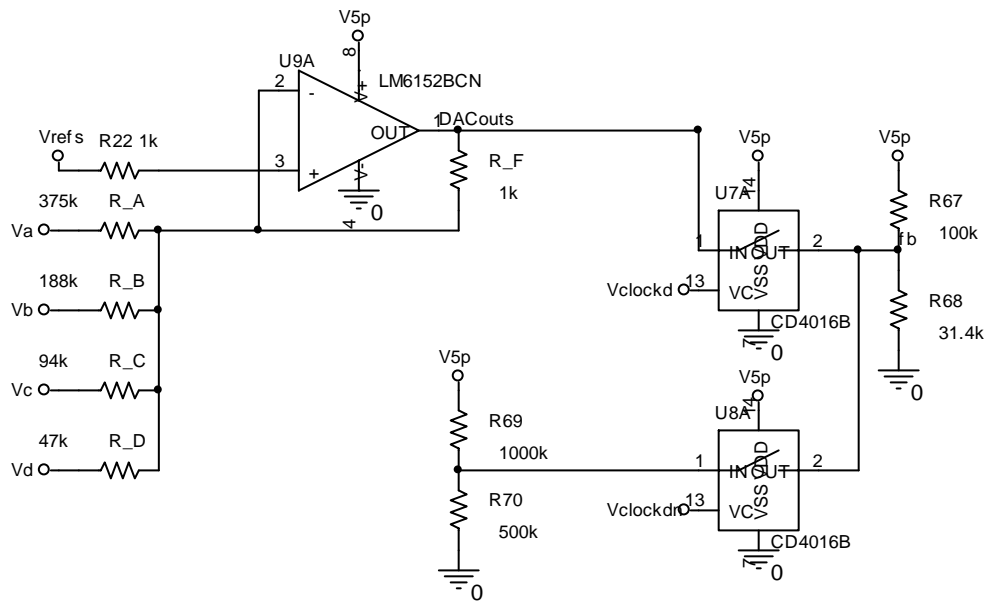 V5p
8
U9A
2
-
V+
LM6152BCN
OUT
1
DACouts
Vrefs
R22 1k
3
+
V-
0
4
R_F
1k
V5p
14
U7A
V5p
R67
100k
375k
R_A
Va
1
IN
OUT
VDD
2
fb
Vclockd
13
VC
VSS
188k
R_B
Vb
R68
31.4k
CD4016B
7
0
94k
R_C
Vc
V5p
V5p
14
U8A
0
47k
R_D
Vd
R69
1000k
1
IN
OUT
VDD
2
R70
500k
Vclockdn
13
VC
VSS
CD4016B
7
0
0